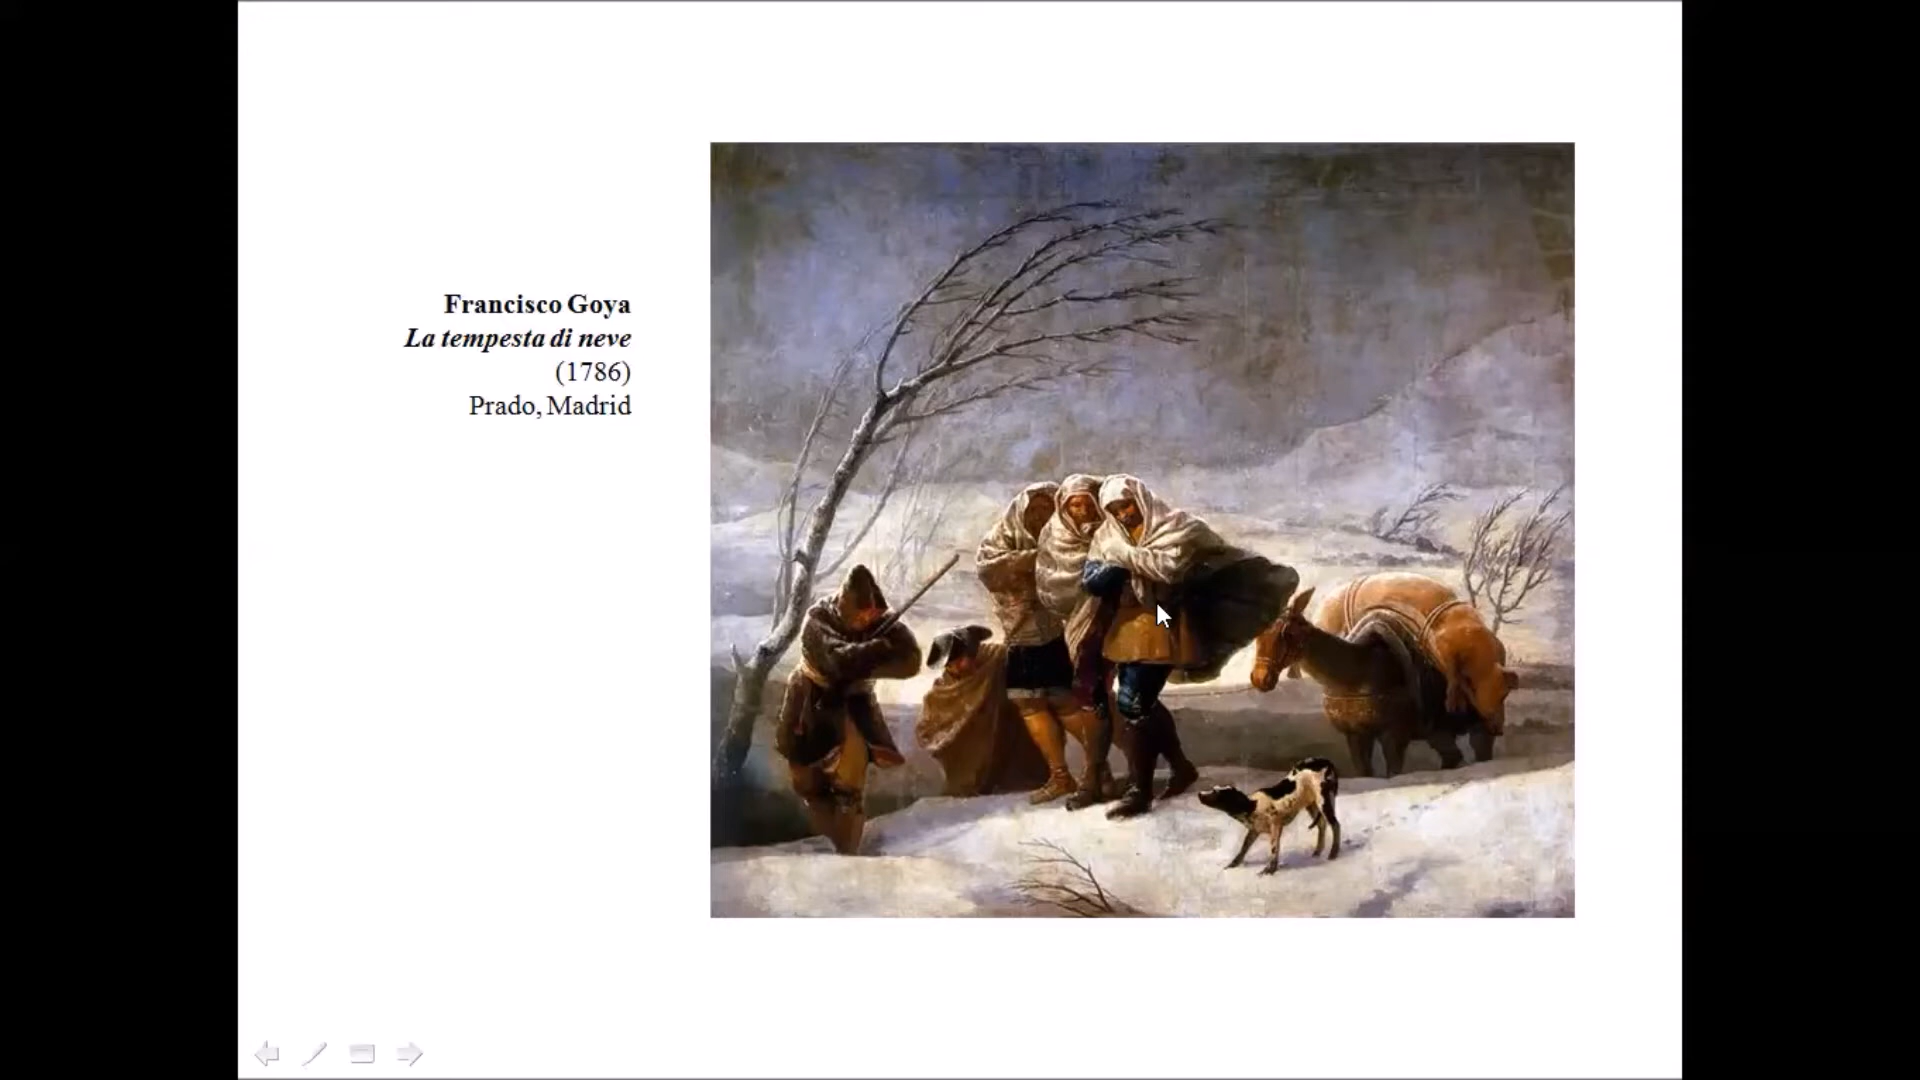 Francisco Goya
La tempesta di neve
(1786)
Prado, Madrid